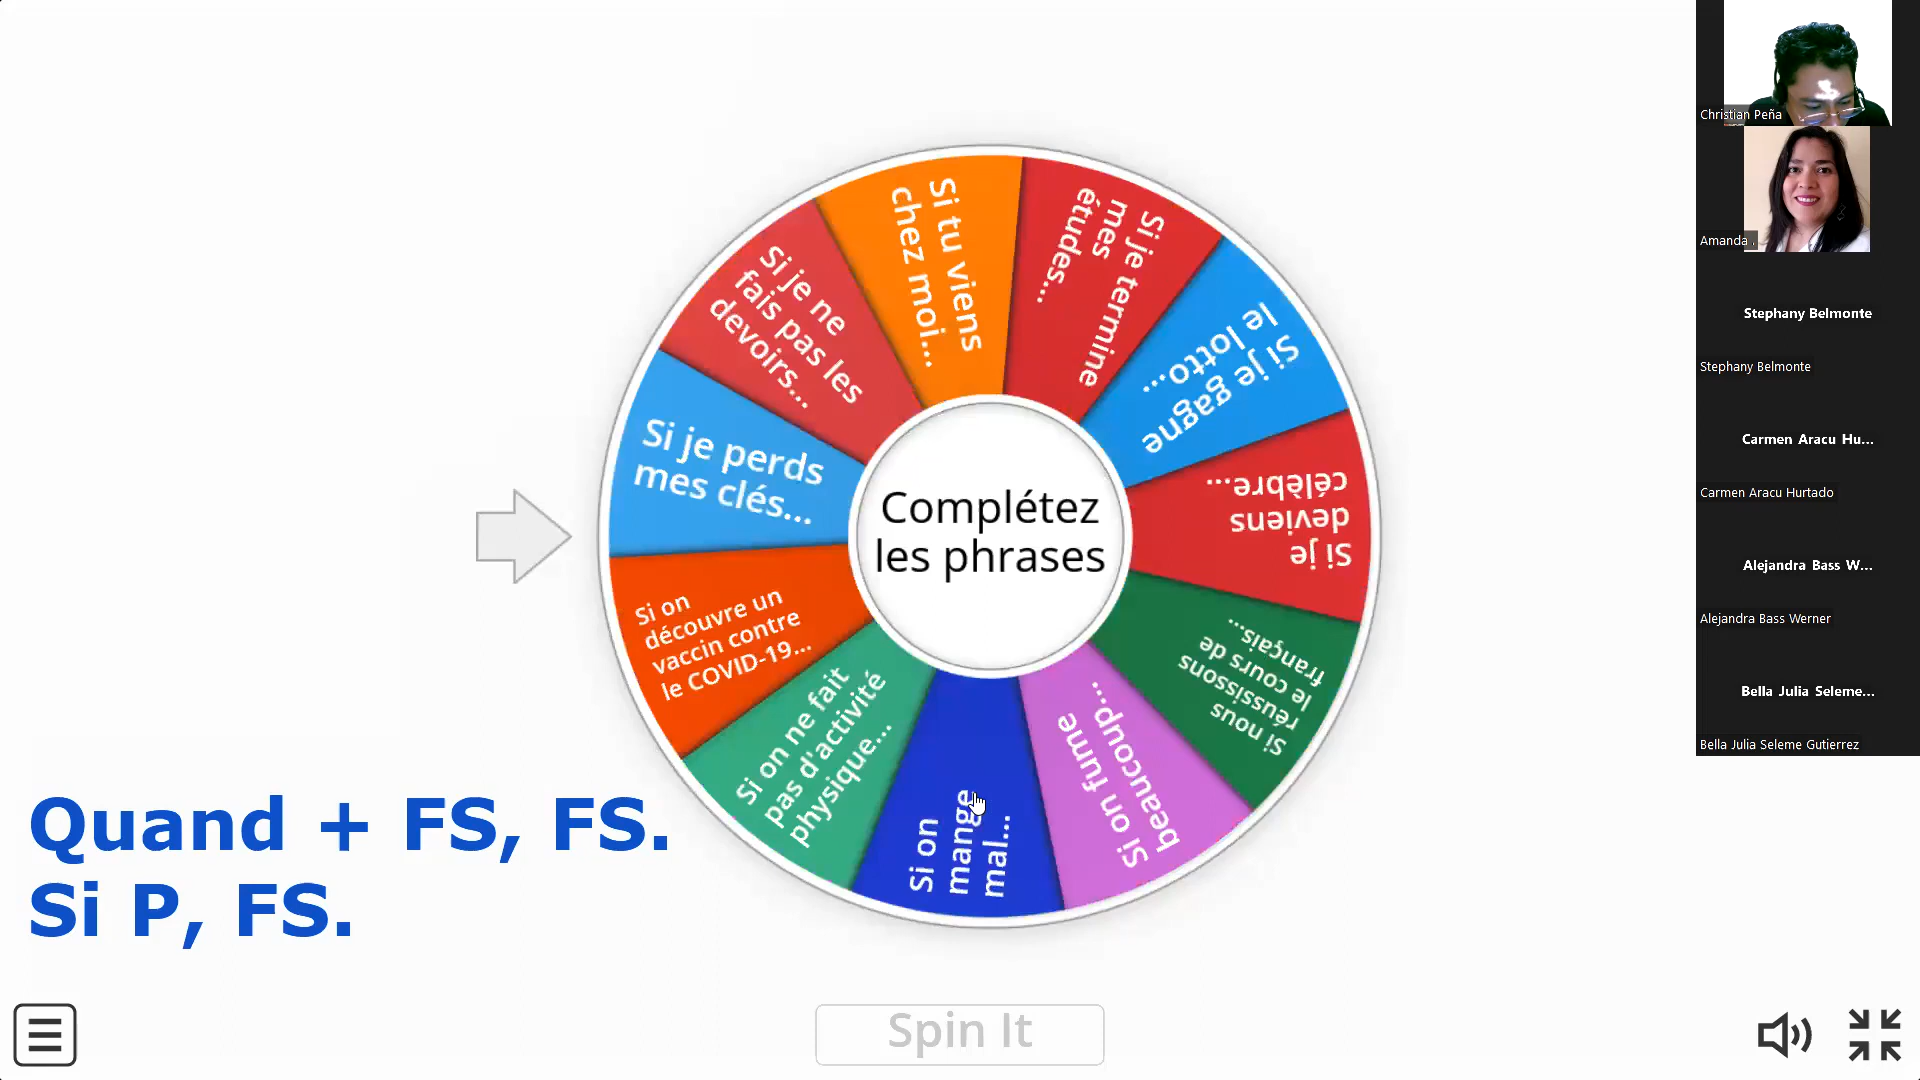 Si tu viens
chez moi...
Si je termine
mes
études...
Si je gagne
le lotto...
Si je
deviens
célèbre...
Si nous
réussissons
le cours de
français...
Si on fume
beaucoup...
Si on
mange
mal...
Si on ne fait
pas d'activité
physique...
Si on
découvre un
vaccin contre
le COVID-19...
Si je perds
mes clés...
Si je ne
fais pas les
devoirs...
Complétez
les phrases
Quand + FS, FS.
Si P, FS.
Spin It
Christian Peña
Amanda .
Stephany Belmonte
Stephany Belmonte
Carmen Aracu Hu...
Carmen Aracu Hurtado
Alejandra Bass W...
Alejandra Bass Werner
Bella Julia Seleme...
Bella Julia Seleme Gutierrez